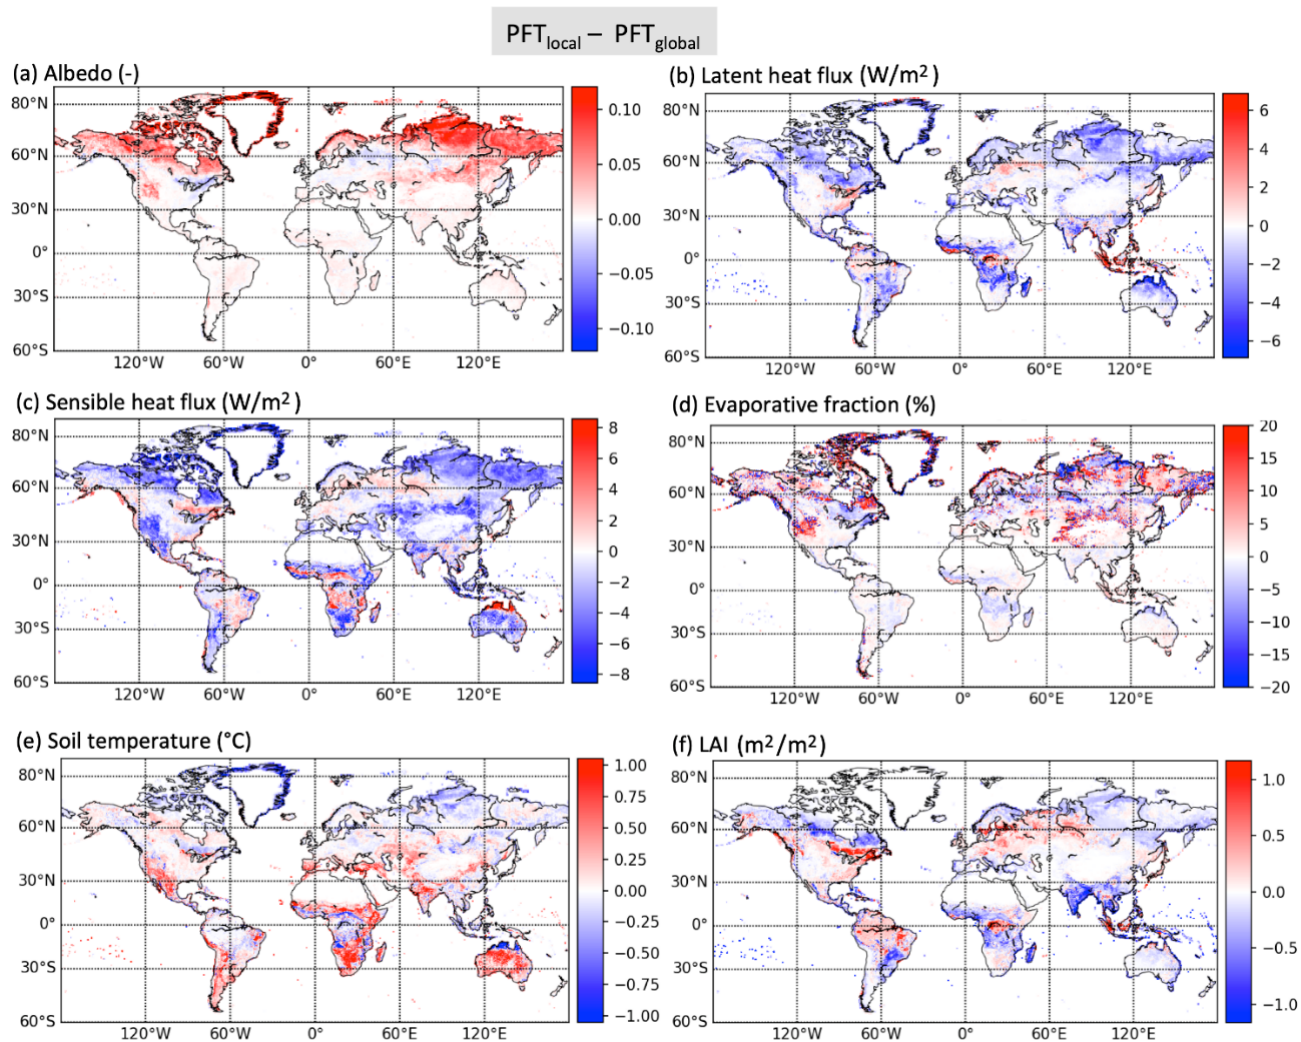 PFTlocal – PFTglobal
(a) Albedo (-)
80°N
60°N
30°N
0°
30°S
60°S
120°W 60°W 0° 60°E 120°E
0.10
0.05
0.00
−0.05
−0.10
(b) Latent heat flux (W/m2)
80°N
60°N
30°N
0°
30°S
60°S
120°W 60°W 0° 60°E 120°E
6
4
2
0
−2
−4
−6
(c) Sensible heat flux (W/m2)
80°N
60°N
30°N
0°
30°S
60°S
120°W 60°W 0° 60°E 120°E
8
6
4
2
0
−2
−4
−6
−8
(d) Evaporative fraction (%)
80°N
60°N
30°N
0°
30°S
60°S
120°W 60°W 0° 60°E 120°E
20
15
10
5
0
−5
−10
−15
−20
(e) Soil temperature (°C)
80°N
60°N
30°N
0°
30°S
60°S
120°W 60°W 0° 60°E 120°E
1.00
0.75
0.50
0.25
0.00
−0.25
−0.50
−0.75
−1.00
(f) LAI (m2/m2)
80°N
60°N
30°N
0°
30°S
60°S
120°W 60°W 0° 60°E 120°E
1.0
0.5
0.0
−0.5
−1.0